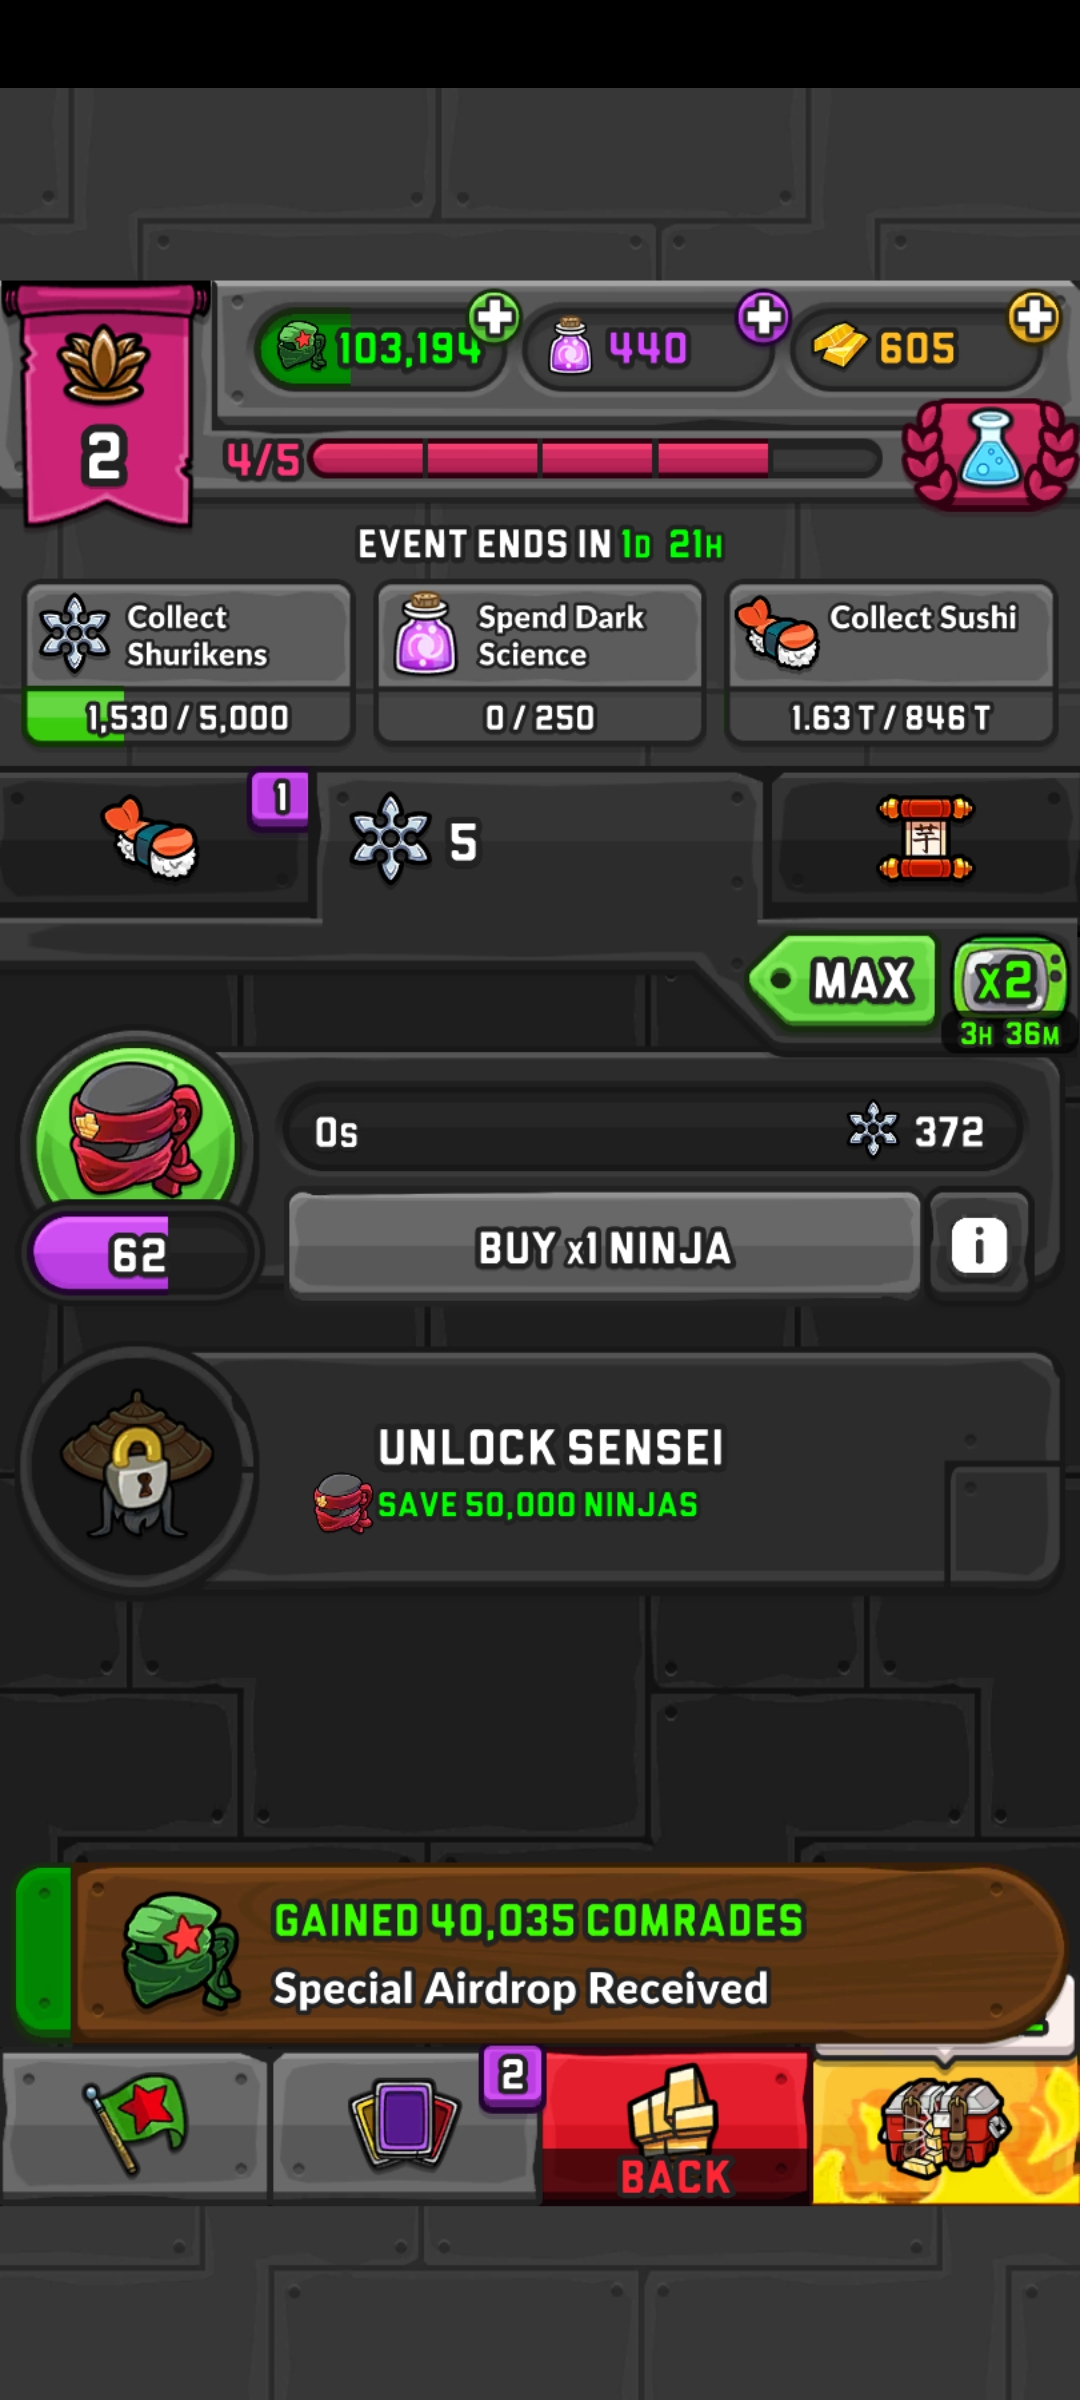 103,194
440
605
2
4/5
EVENT ENDS IN 1D 21H
Collect
Shurikens
1,530 / 5,000
Spend Dark
Science
0 / 250
Collect Sushi
1.63 T / 846 T
1
5
芋
MAX
x2
3H 36M
0s
372
62
BUY x1 NINJA
i
UNLOCK SENSEI
SAVE 50,000 NINJAS
GAINED 40,035 COMRADES
Special Airdrop Received
2
BACK